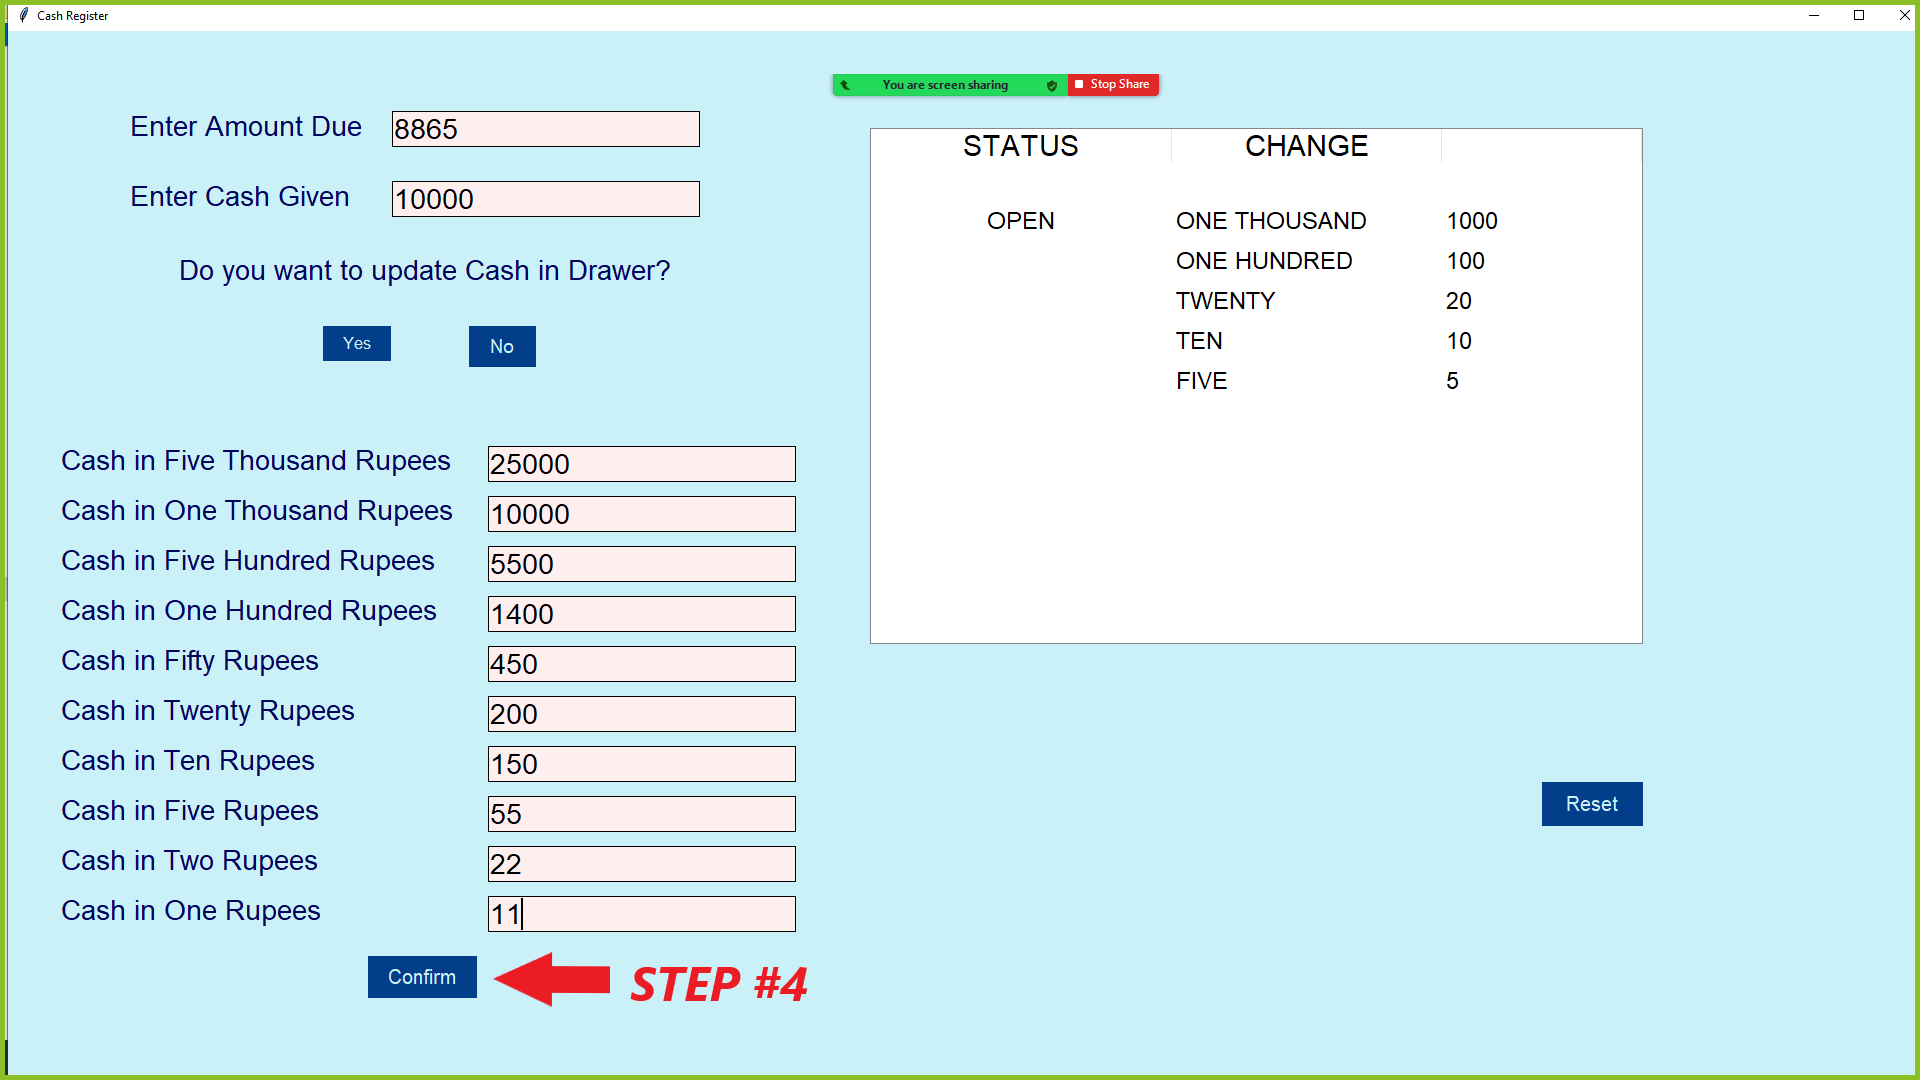 Cash Register
You are screen sharing
Stop Share
Enter Amount Due 8865
Enter Cash Given 10000
Do you want to update Cash in Drawer?
Yes No
Cash in Five Thousand Rupees 25000
Cash in One Thousand Rupees 10000
Cash in Five Hundred Rupees 5500
Cash in One Hundred Rupees 1400
Cash in Fifty Rupees 450
Cash in Twenty Rupees 200
Cash in Ten Rupees 150
Cash in Five Rupees 55
Cash in Two Rupees 22
Cash in One Rupees 11
Confirm
STEP #4
STATUS CHANGE
OPEN ONE THOUSAND 1000
ONE HUNDRED 100
TWENTY 20
TEN 10
FIVE 5
Reset